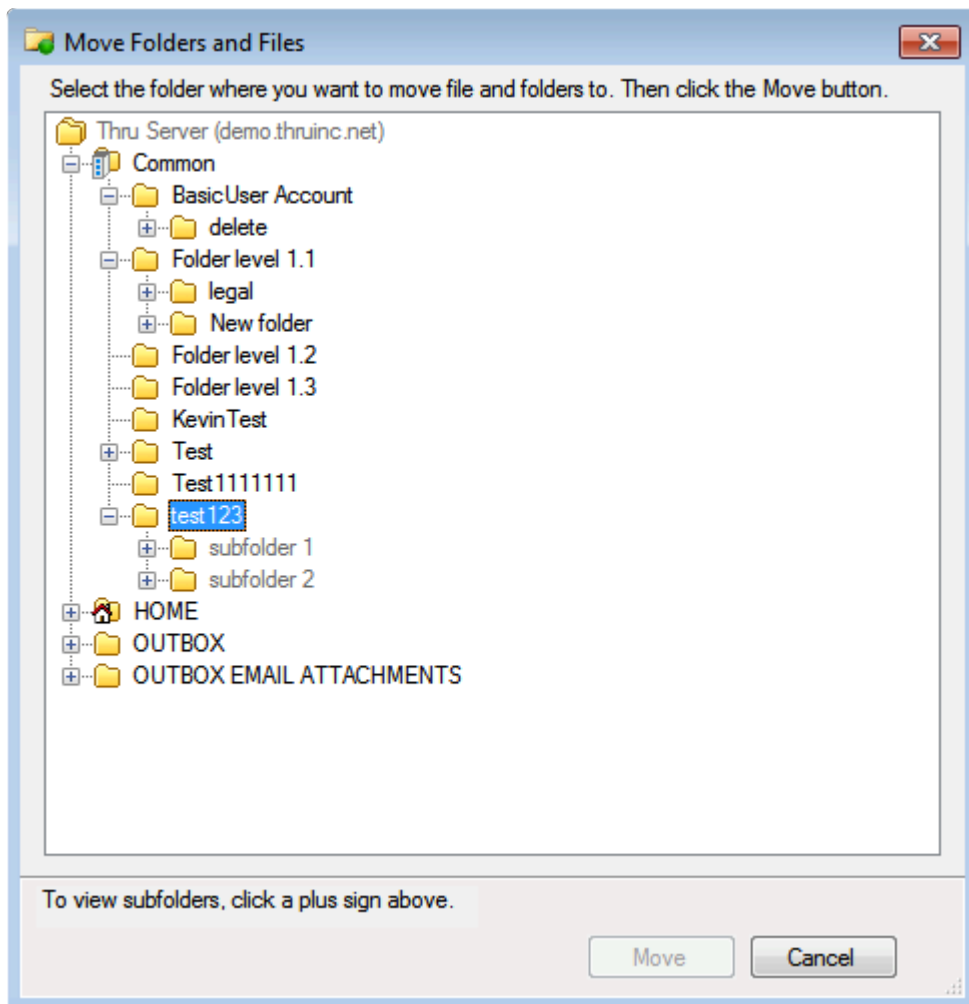 Move Folders and Files
Select the folder where you want to move file and folders to. Then click the Move button.
Thru Server (demo.thruinc.net)
Common
BasicUser Account
delete
Folder level 1.1
legal
New folder
Folder level 1.2
Folder level 1.3
KevinTest
Test
Test1111111
test123
subfolder 1
subfolder 2
HOME
OUTBOX
OUTBOX EMAIL ATTACHMENTS
To view subfolders, click a plus sign above.
Move Cancel